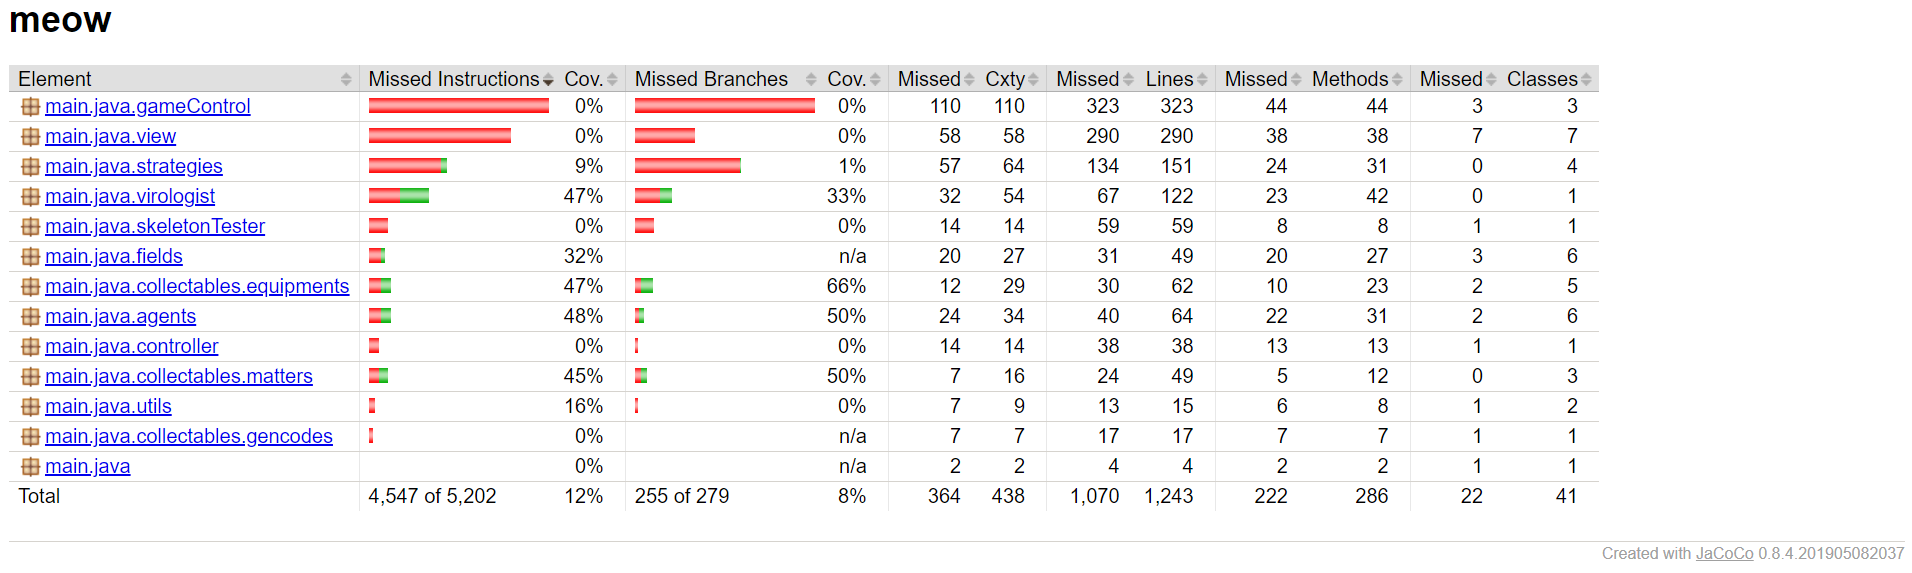 meow
Element Missed Instructions Cov. Missed Branches Cov. Missed Cxty Missed Lines Missed Methods Missed Classes
main.java.gameControl 0% 0% 110 110 323 323 44 44 3 3
main.java.view 0% 0% 58 58 290 290 38 38 7 7
main.java.strategies 9% 1% 57 64 134 151 24 31 0 4
main.java.virologist 47% 33% 32 54 67 122 23 42 0 1
main.java.skeletonTester 0% 0% 14 14 59 59 8 8 1 1
main.java.fields 32% n/a 20 27 31 49 20 27 3 6
main.java.collectables.equipments 47% 66% 12 29 30 62 10 23 2 5
main.java.agents 48% 50% 24 34 40 64 22 31 2 6
main.java.controller 0% 0% 14 14 38 38 13 13 1 1
main.java.collectables.matters 45% 50% 7 16 24 49 5 12 0 3
main.java.utils 16% 0% 7 9 13 15 6 8 1 2
main.java.collectables.gencodes 0% n/a 7 7 17 17 7 7 1 1
main.java 0% n/a 2 2 4 4 2 2 1 1
Total 4,547 of 5,202 12% 255 of 279 8% 364 438 1,070 1,243 222 286 22 41
Created with JaCoCo 0.8.4.201905082037